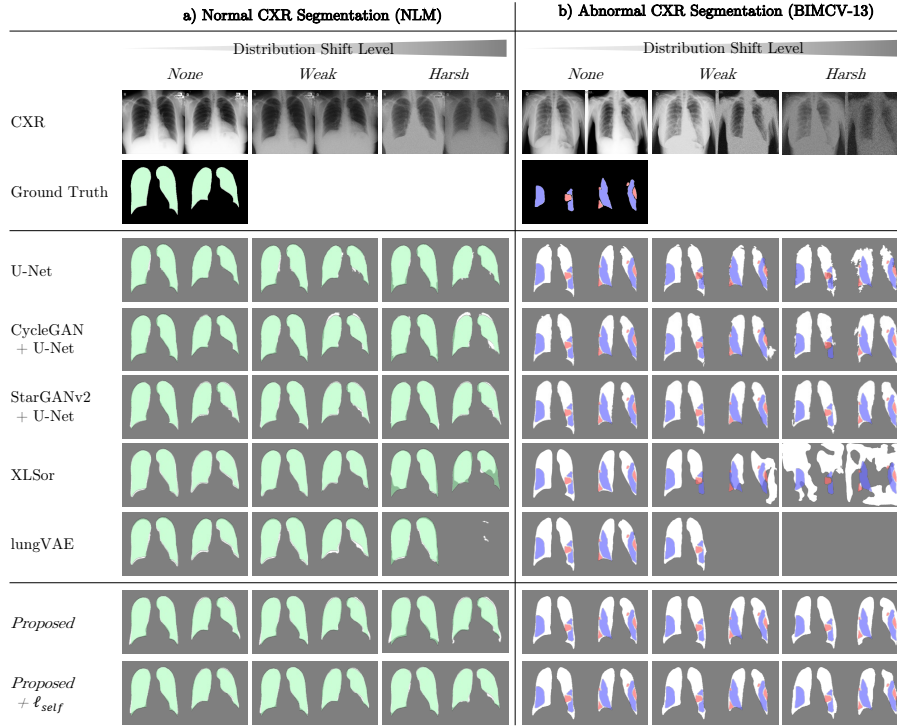 a) Normal CXR Segmentation (NLM)
b) Abnormal CXR Segmentation (BIMCV-13)
Distribution Shift Level
Distribution Shift Level
None
Weak
Harsh
None
Weak
Harsh
CXR
Ground Truth
U-Net
CycleGAN
+ U-Net
StarGANv2
+ U-Net
XLSor
lungVAE
Proposed
Proposed
+ ℓself